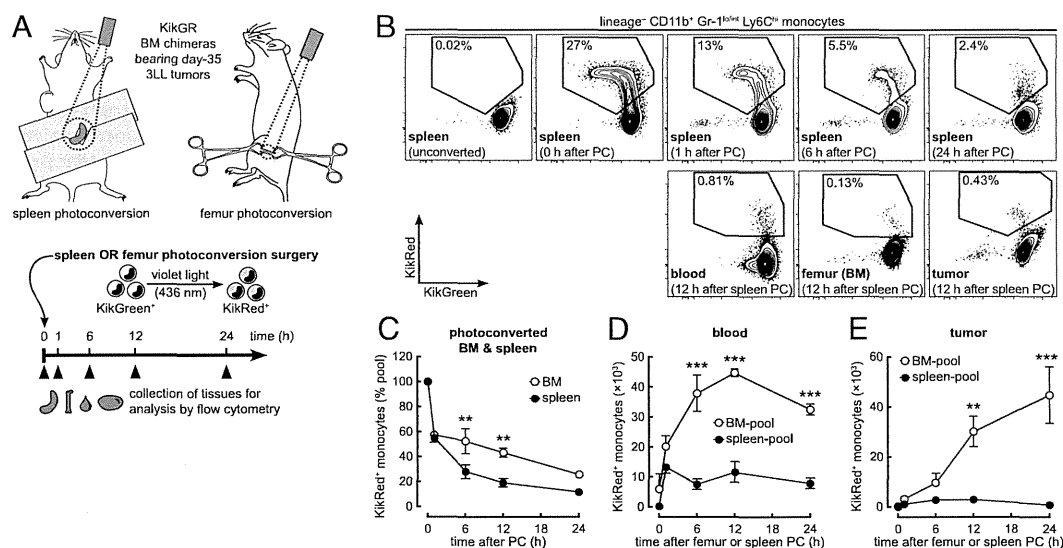 A
KikGR
BM chimeras
bearing day-35
3LL tumors
spleen photoconversion
femur photoconversion
spleen OR femur photoconversion surgery
violet light
(436 nm)
KikGreen⁺
KikRed⁺
0 1 6 12 24 time (h)
collection of tissues for
analysis by flow cytometry
B
lineage⁻ CD11b⁺ Gr-1ˡᵒ/ⁱⁿᵗ Ly6Cʰⁱ monocytes
0.02%
spleen
(unconverted)
27%
spleen
(0 h after PC)
13%
spleen
(1 h after PC)
5.5%
spleen
(6 h after PC)
2.4%
spleen
(24 h after PC)
0.81%
blood
(12 h after spleen PC)
0.13%
femur (BM)
(12 h after spleen PC)
0.43%
tumor
(12 h after spleen PC)
KikRed
KikGreen
C
photoconverted
BM & spleen
KikRed⁺ monocytes (% pool)
120
100
80
60
40
20
0
BM
spleen
**
**
0 6 12 24
time after PC (h)
D
blood
KikRed⁺ monocytes (×10³)
50
40
30
20
10
0
***
***
***
BM-pool
spleen-pool
0 6 12 24
time after femur or spleen PC (h)
E
tumor
KikRed⁺ monocytes (×10³)
60
40
20
0
BM-pool
spleen-pool
**
***
0 6 12 24
time after femur or spleen PC (h)